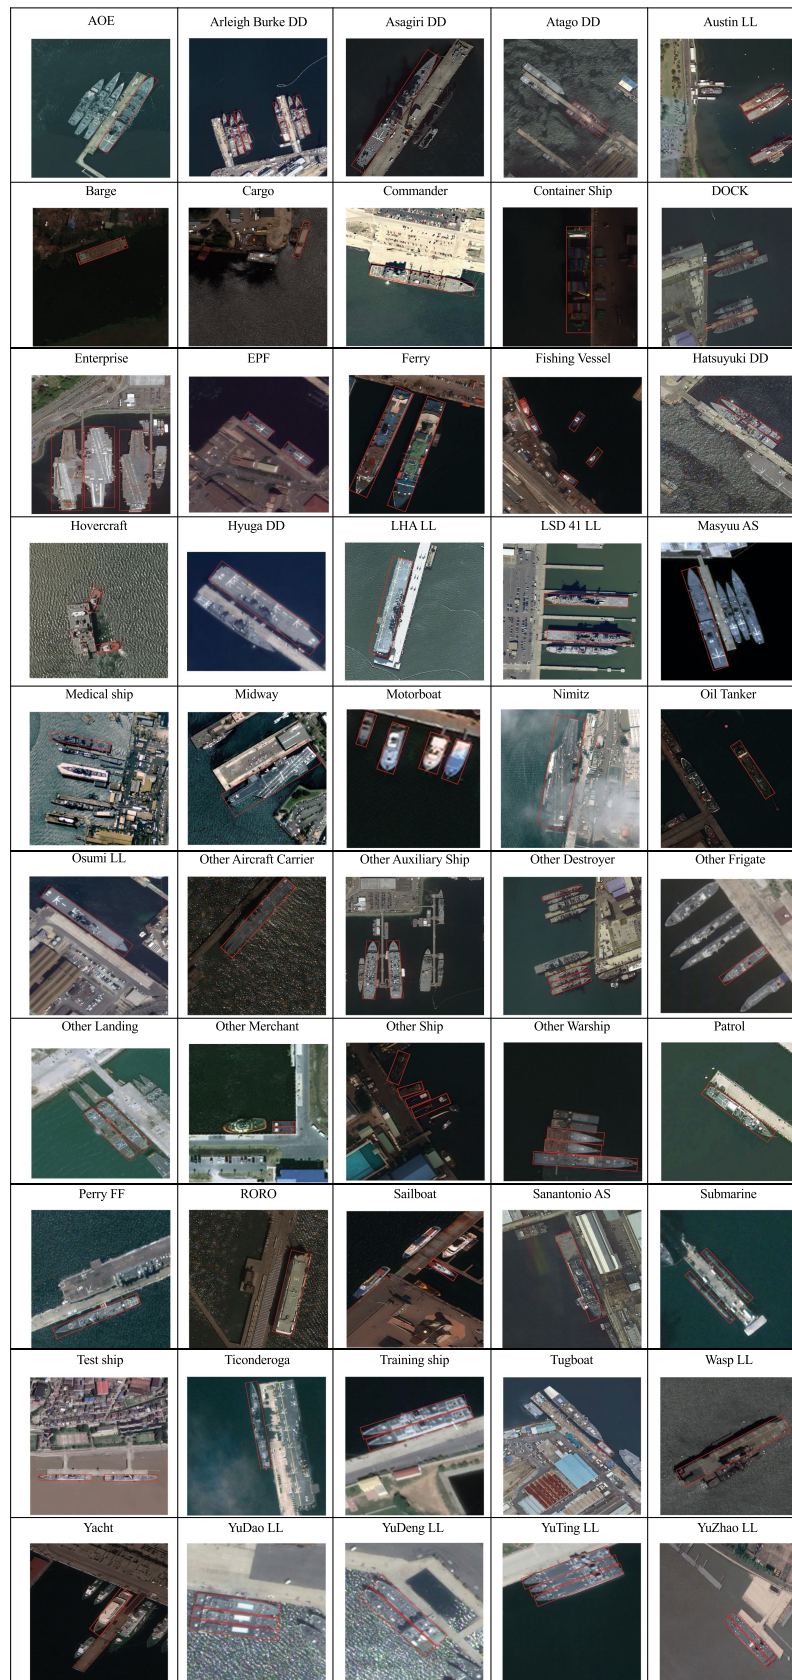 AOE Arleigh Burke DD Asagiri DD Atago DD Austin LL
Barge Cargo Commander Container Ship DOCK
Enterprise EPF Ferry Fishing Vessel Hatsuyuki DD
Hovercraft Hyuga DD LHA LL LSD 41 LL Masyuu AS
Medical ship Midway Motorboat Nimitz Oil Tanker
Osumi LL Other Aircraft Carrier Other Auxiliary Ship Other Destroyer Other Frigate
Other Landing Other Merchant Other Ship Other Warship Patrol
Perry FF RORO Sailboat Sanantonio AS Submarine
Test ship Ticonderoga Training ship Tugboat Wasp LL
Yacht YuDao LL YuDeng LL YuTing LL YuZhao LL